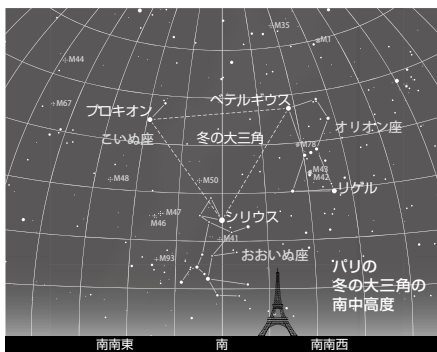 M35
M1
M44
M67
プロキオン
ベテルギウス
こいぬ座
冬の大三角
オリオン座
M78
M48
M50
M43
M42
リゲル
M47
M46
シリウス
M41
M93
おおいぬ座
パリの
冬の大三角の
南中高度
南南東
南
南南西